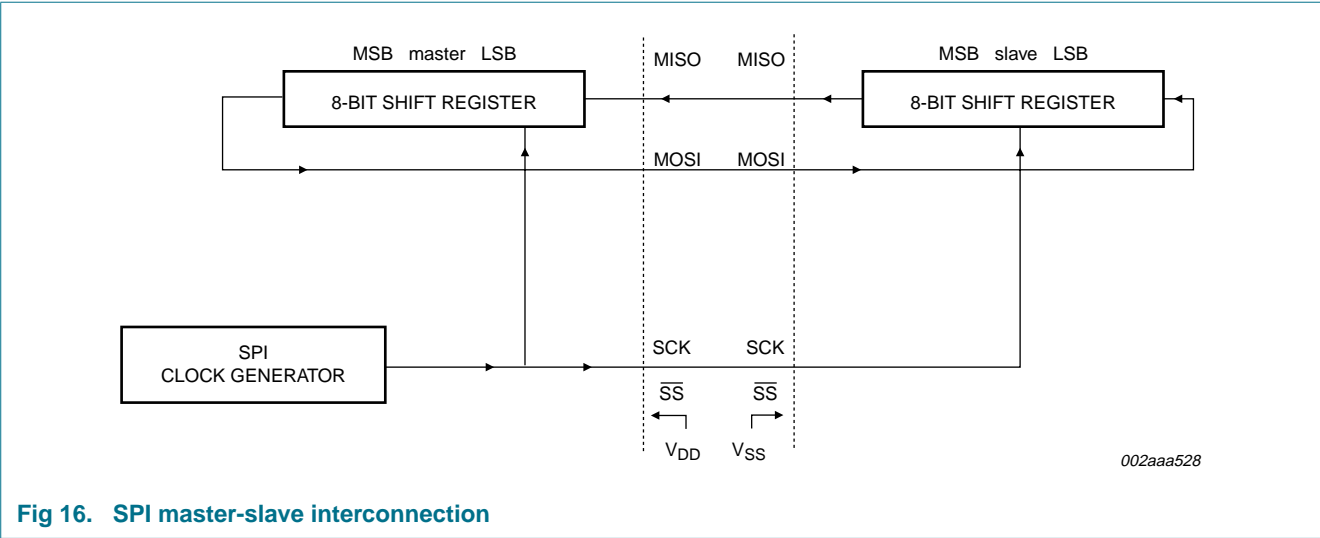 MSB master LSB
8-BIT SHIFT REGISTER
MISO MISO
MSB slave LSB
8-BIT SHIFT REGISTER
MOSI MOSI
SPI
CLOCK GENERATOR
SCK SCK
SS SS
VDD VSS
002aaa528
Fig 16. SPI master-slave interconnection